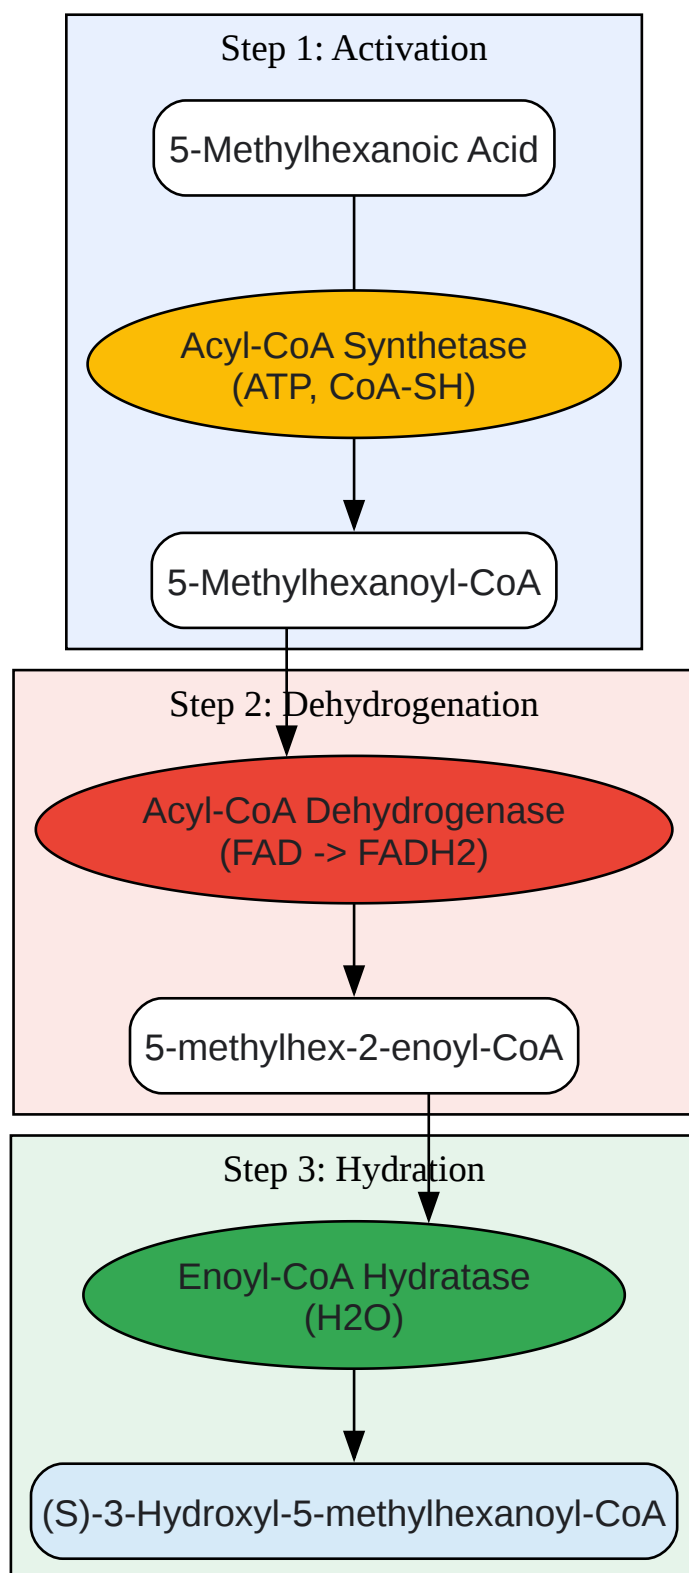 Step 1: Activation
5-Methylhexanoic Acid
Acyl-CoA Synthetase
(ATP, CoA-SH)
5-Methylhexanoyl-CoA
Step 2: Dehydrogenation
Acyl-CoA Dehydrogenase
(FAD -> FADH2)
5-methylhex-2-enoyl-CoA
Step 3: Hydration
Enoyl-CoA Hydratase
(H2O)
(S)-3-Hydroxyl-5-methylhexanoyl-CoA